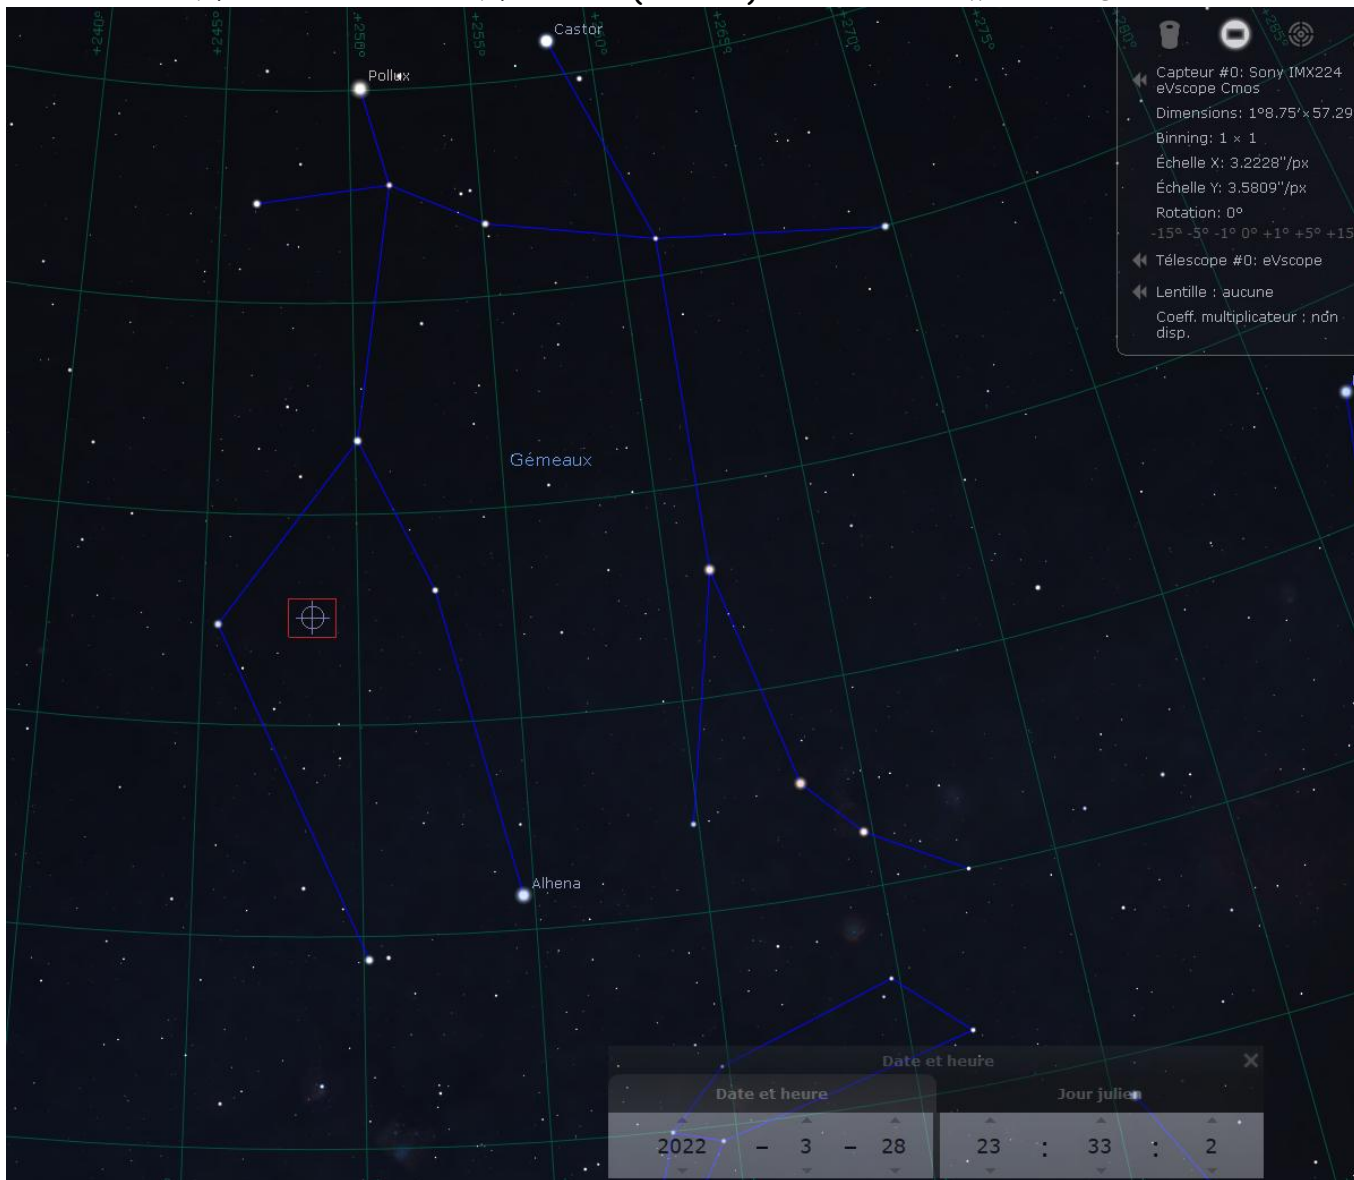 +240°
+245°
+250°
+255°
+260°
+265°
+270°
+275°
+280°
+285°
Castor
Pollux
Capteur #0: Sony IMX224
eVscope Cmos
Dimensions: 1°8.75'×57.29
Binning: 1 × 1
Échelle X: 3.2228"/px
Échelle Y: 3.5809"/px
Rotation: 0°
-15° -5° -1° 0° +1° +5° +15
Télescope #0: eVscope
Lentille : aucune
Coeff. multiplicateur : non
disp.
Gémeaux
Alhena
Date et heure
Date et heure
Jour julien
2022 – 3 – 28
23 : 33 : 2